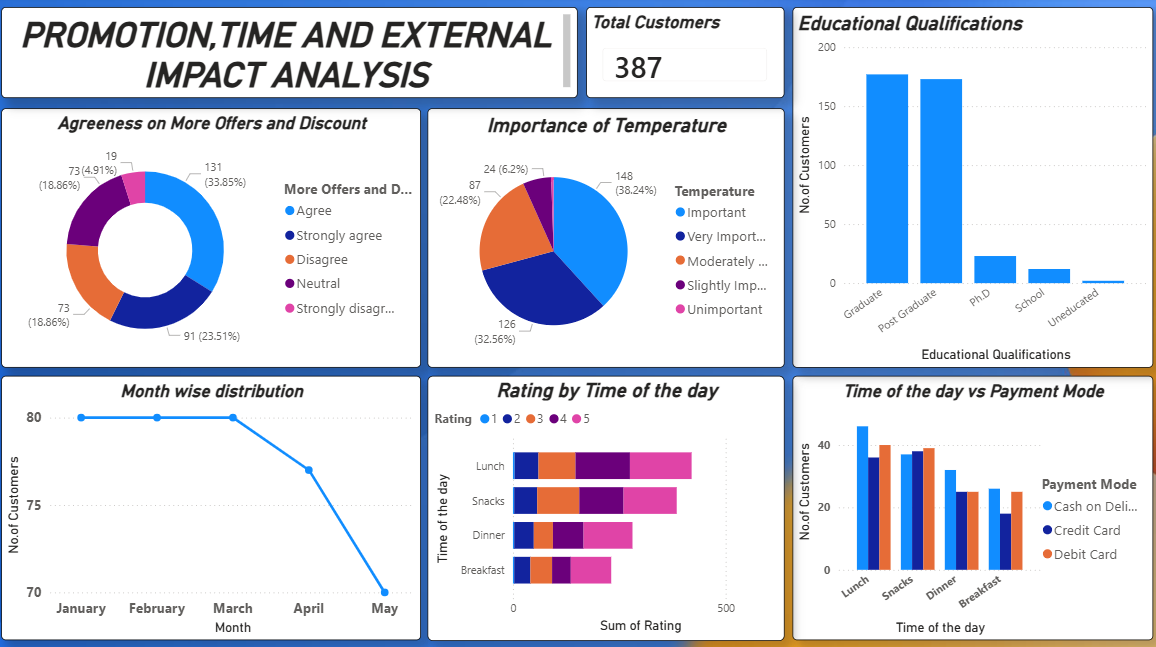 PROMOTION,TIME AND EXTERNAL
IMPACT ANALYSIS
Total Customers
387
Educational Qualifications
200
150
100
50
0
No.of Customers
Graduate
Post Graduate
Ph.D
School
Uneducated
Educational Qualifications
Agreeness on More Offers and Discount
19
(4.91%)
73
(18.86%)
131
(33.85%)
73
(18.86%)
91 (23.51%)
More Offers and D...
Agree
Strongly agree
Disagree
Neutral
Strongly disagr...
Importance of Temperature
24 (6.2%)
87
(22.48%)
148
(38.24%)
126
(32.56%)
Temperature
Important
Very Import...
Moderately ...
Slightly Imp...
Unimportant
Month wise distribution
80
75
70
No.of Customers
January
February
March
April
May
Month
Rating by Time of the day
Rating 1 2 3 4 5
Time of the day
Lunch
Snacks
Dinner
Breakfast
0
500
Sum of Rating
Time of the day vs Payment Mode
40
20
0
No.of Customers
Lunch
Snacks
Dinner
Breakfast
Time of the day
Payment Mode
Cash on Deli...
Credit Card
Debit Card